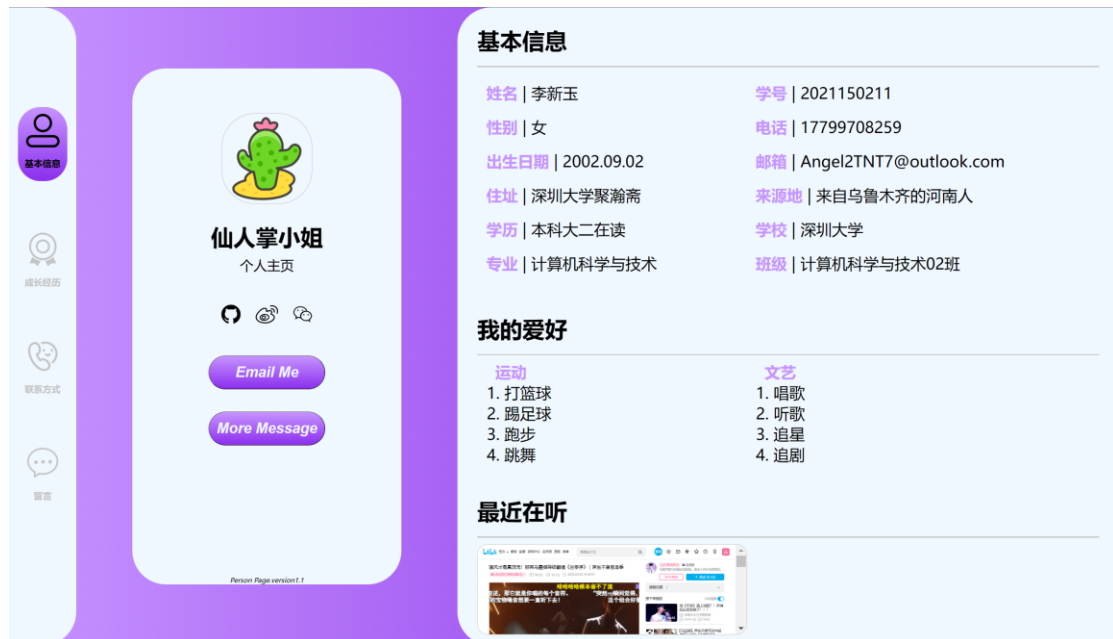 基本信息
成长经历
联系方式
留言
仙人掌小姐
个人主页
Email Me
More Message
Person Page.version1.1
基本信息
姓名 | 李新玉
学号 | 2021150211
性别 | 女
电话 | 17799708259
出生日期 | 2002.09.02
邮箱 | Angel2TNT7@outlook.com
住址 | 深圳大学聚瀚斋
来源地 | 来自乌鲁木齐的河南人
学历 | 本科大二在读
学校 | 深圳大学
专业 | 计算机科学与技术
班级 | 计算机科学与技术02班
我的爱好
运动
1. 打篮球
2. 踢足球
3. 跑步
4. 跳舞
文艺
1. 唱歌
2. 听歌
3. 追星
4. 追剧
最近在听